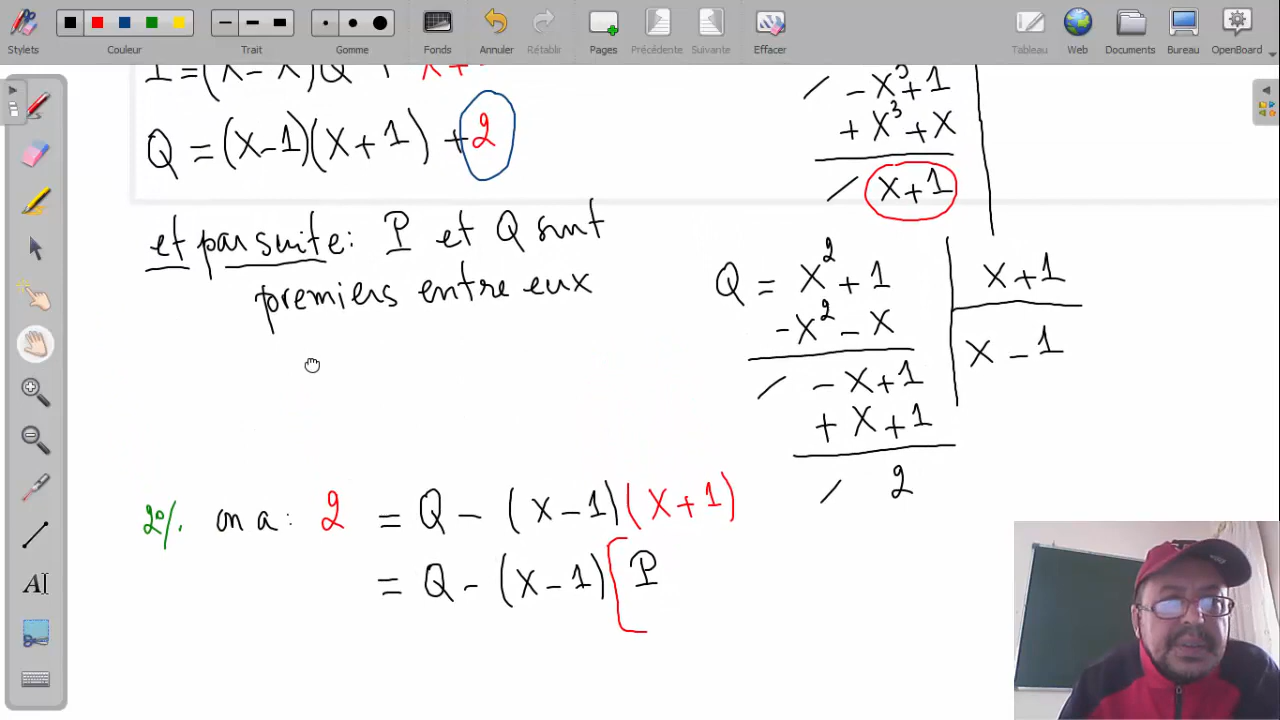 Stylets Couleur Trait Gomme Fonds Annuler Rétablir Pages Précédente Suivante Effacer Tableau Web Documents Bureau OpenBoard
Q = (X-1)(X+1) + 2
et par suite: P et Q sont
premiers entre eux
2°/. on a: 2 = Q - (X-1)(X+1)
= Q - (X-1)[P
- X³ + 1
+ X³ + X
X+1
Q = X² + 1 | X+1
- X² - X | X - 1
- X + 1
+ X + 1
2